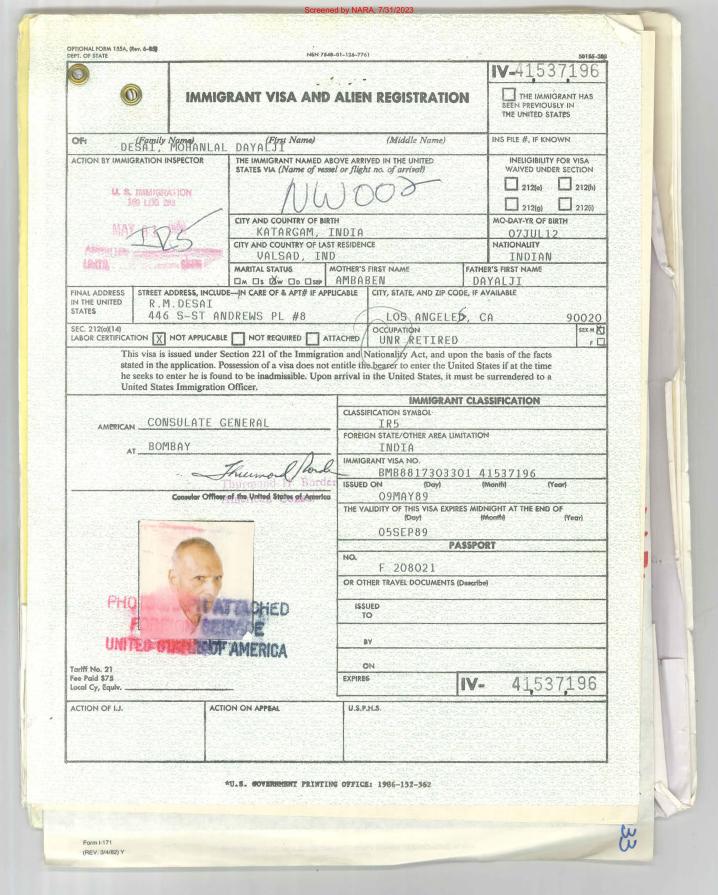 Screened by NARA, 7/31/2023
OPTIONAL FORM 155A, (Rev. 6-85)
DEPT. OF STATE
NSN 7540-01-126-7761
50155-208
IV-41537196
IMMIGRANT VISA AND ALIEN REGISTRATION
THE IMMIGRANT HAS
BEEN PREVIOUSLY IN
THE UNITED STATES
OF: (Family Name) (First Name) (Middle Name)
DESAI, MOHANLAL DAYALJI
INS FILE #, IF KNOWN
ACTION BY IMMIGRATION INSPECTOR
U. S. IMMIGRATION
IR5
THE IMMIGRANT NAMED ABOVE ARRIVED IN THE UNITED
STATES VIA (Name of vessel or flight no. of arrival)
NW002
INELIGIBILITY FOR VISA
WAIVED UNDER SECTION
212(e) 212(h)
212(g) 212(i)
CITY AND COUNTRY OF BIRTH
KATARGAM, INDIA
MO-DAY-YR OF BIRTH
07JUL12
CITY AND COUNTRY OF LAST RESIDENCE
VALSAD, IND
NATIONALITY
INDIAN
MARITAL STATUS
M S W D SEP
MOTHER'S FIRST NAME
AMBABEN
FATHER'S FIRST NAME
DAYALJI
FINAL ADDRESS
IN THE UNITED
STATES
STREET ADDRESS, INCLUDE—IN CARE OF & APT# IF APPLICABLE
R.M.DESAI
446 S-ST ANDREWS PL #8
CITY, STATE, AND ZIP CODE, IF AVAILABLE
LOS ANGELES, CA 90020
SEC. 212(a)(14)
LABOR CERTIFICATION X NOT APPLICABLE NOT REQUIRED ATTACHED
OCCUPATION
UNR RETIRED
SEX M X
F
This visa is issued under Section 221 of the Immigration and Nationality Act, and upon the basis of the facts
stated in the application. Possession of a visa does not entitle the bearer to enter the United States if at the time
he seeks to enter he is found to be inadmissible. Upon arrival in the United States, it must be surrendered to a
United States Immigration Officer.
AMERICAN CONSULATE GENERAL
AT BOMBAY
Thurmond H Borden
Consular Officer of the United States of America
PHOTOGRAPH ATTACHED
FOREIGN SERVICE
UNITED STATES OF AMERICA
Tariff No. 21
Fee Paid $75
Local Cy, Equiv.
IMMIGRANT CLASSIFICATION
CLASSIFICATION SYMBOL
IR5
FOREIGN STATE/OTHER AREA LIMITATION
INDIA
IMMIGRANT VISA NO.
BMB8817303301 41537196
ISSUED ON (Day) (Month) (Year)
09MAY89
THE VALIDITY OF THIS VISA EXPIRES MIDNIGHT AT THE END OF
(Day) (Month) (Year)
05SEP89
PASSPORT
NO.
F 208021
OR OTHER TRAVEL DOCUMENTS (Describe)
ISSUED
TO
BY
ON
EXPIRES
IV- 41537196
ACTION OF I.J.
ACTION ON APPEAL
U.S.P.H.S.
*U.S. GOVERNMENT PRINTING OFFICE: 1986-152-362
Form I-171
(REV. 3/4/82) Y
33